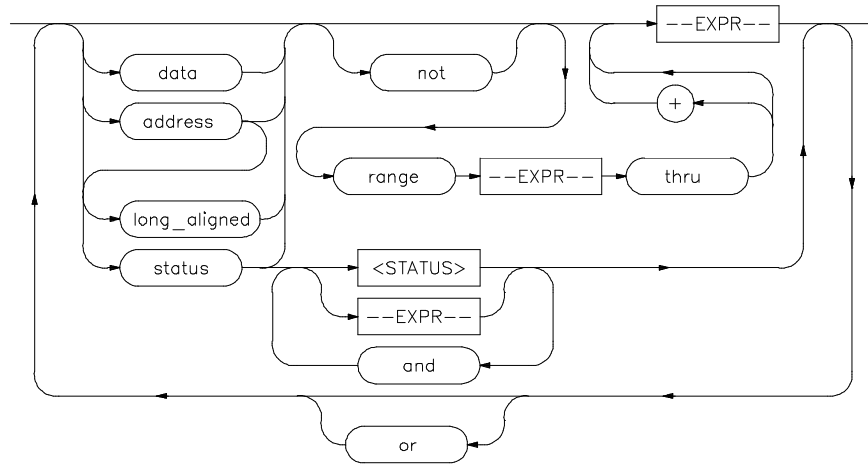 --EXPR--
data
not
+
address
range
--EXPR--
thru
long_aligned
status
<STATUS>
--EXPR--
and
or